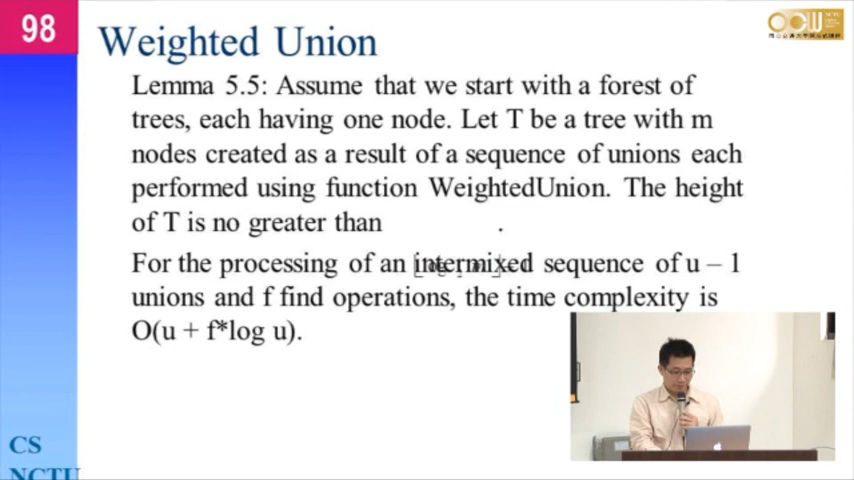 98
Weighted Union
Lemma 5.5: Assume that we start with a forest of
trees, each having one node. Let T be a tree with m
nodes created as a result of a sequence of unions each
performed using function WeightedUnion. The height
of T is no greater than .
For the processing of an intermixed sequence of u – 1
unions and f find operations, the time complexity is
O(u + f*log u).
CS
NCTU
OCW